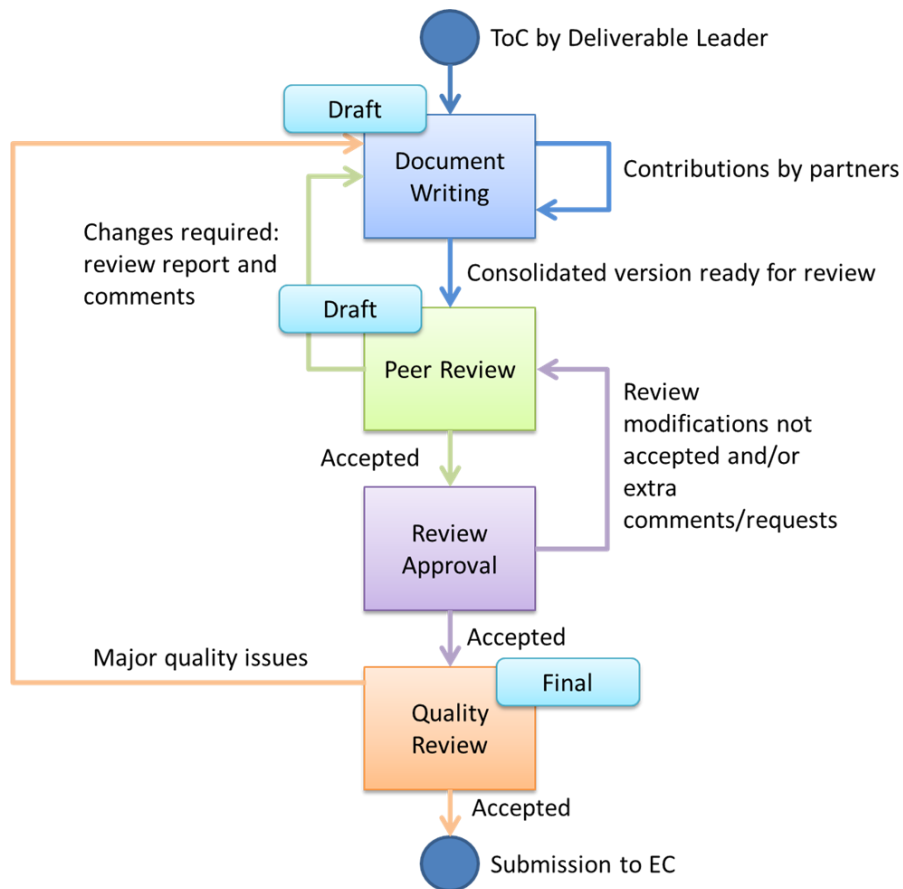 ToC by Deliverable Leader
Draft
Document
Writing
Contributions by partners
Changes required:
review report and
comments
Consolidated version ready for review
Draft
Peer Review
Review
modifications not
accepted and/or
extra
comments/requests
Accepted
Review
Approval
Accepted
Major quality issues
Final
Quality
Review
Accepted
Submission to EC